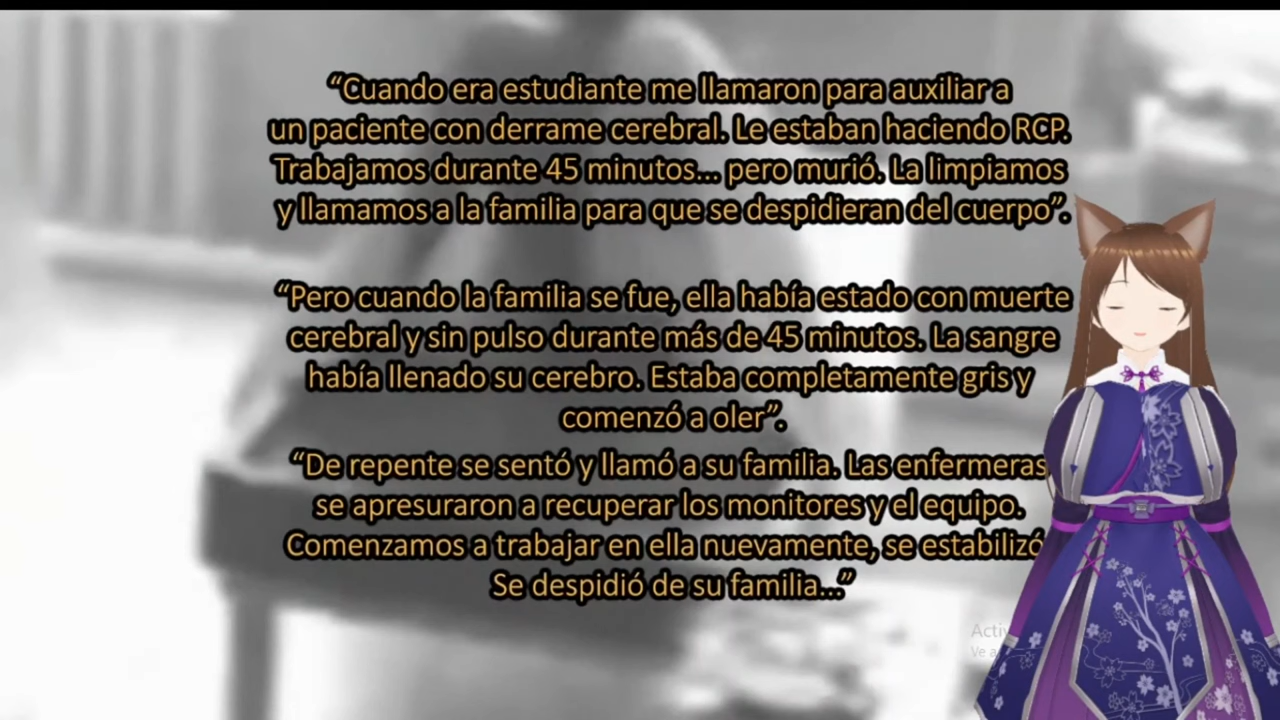 “Cuando era estudiante me llamaron para auxiliar a
un paciente con derrame cerebral. Le estaban haciendo RCP.
Trabajamos durante 45 minutos... pero murió. La limpiamos
y llamamos a la familia para que se despidieran del cuerpo”.
“Pero cuando la familia se fue, ella había estado con muerte
cerebral y sin pulso durante más de 45 minutos. La sangre
había llenado su cerebro. Estaba completamente gris y
comenzó a oler”.
“De repente se sentó y llamó a su familia. Las enfermeras
se apresuraron a recuperar los monitores y el equipo.
Comenzamos a trabajar en ella nuevamente, se estabilizó
Se despidió de su familia...”